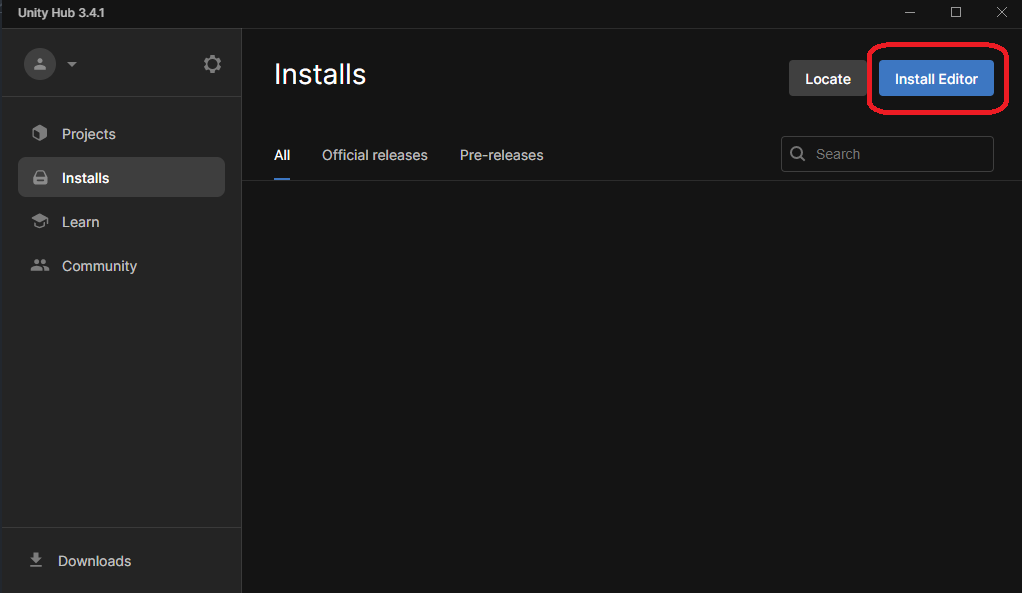 Unity Hub 3.4.1
Projects
Installs
Learn
Community
Downloads
Installs
Locate
Install Editor
All
Official releases
Pre-releases
Search